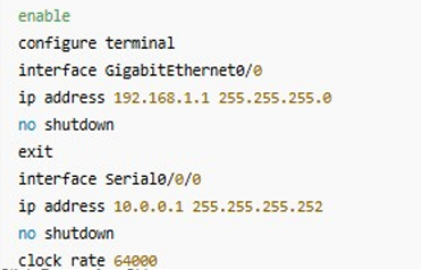 enable
configure terminal
interface GigabitEthernet0/0
ip address 192.168.1.1 255.255.255.0
no shutdown
exit
interface Serial0/0/0
ip address 10.0.0.1 255.255.255.252
no shutdown
clock rate 64000